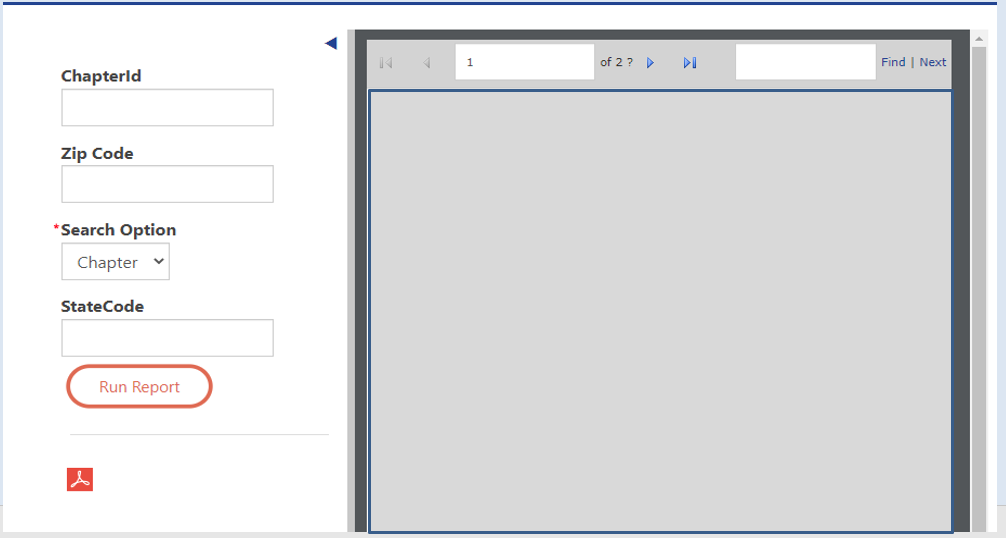 ChapterId
Zip Code
*Search Option
Chapter
StateCode
Run Report
1 of 2 ? Find | Next